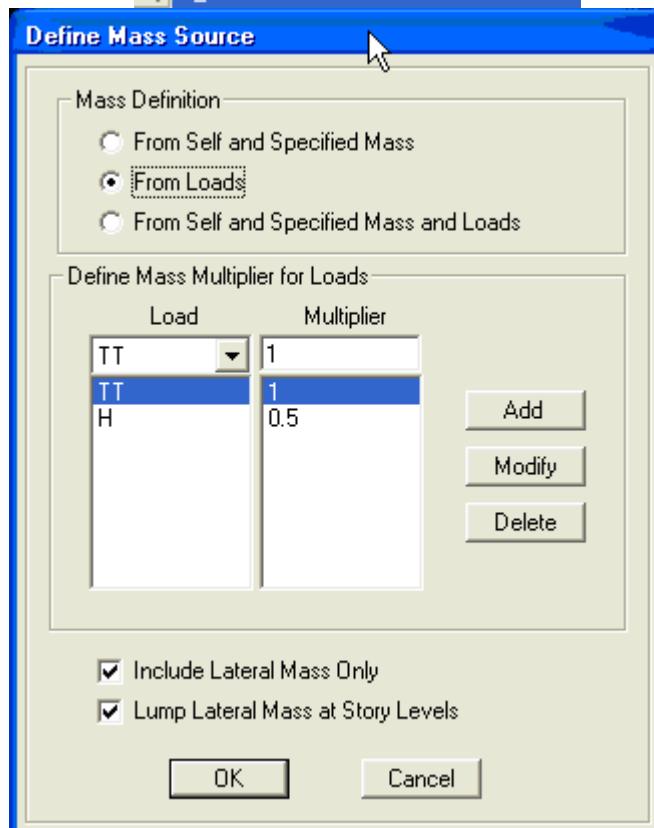 Define Mass Source
Mass Definition
From Self and Specified Mass
From Loads
From Self and Specified Mass and Loads
Define Mass Multiplier for Loads
Load Multiplier
TT 1
TT 1
H 0.5
Add
Modify
Delete
Include Lateral Mass Only
Lump Lateral Mass at Story Levels
OK Cancel